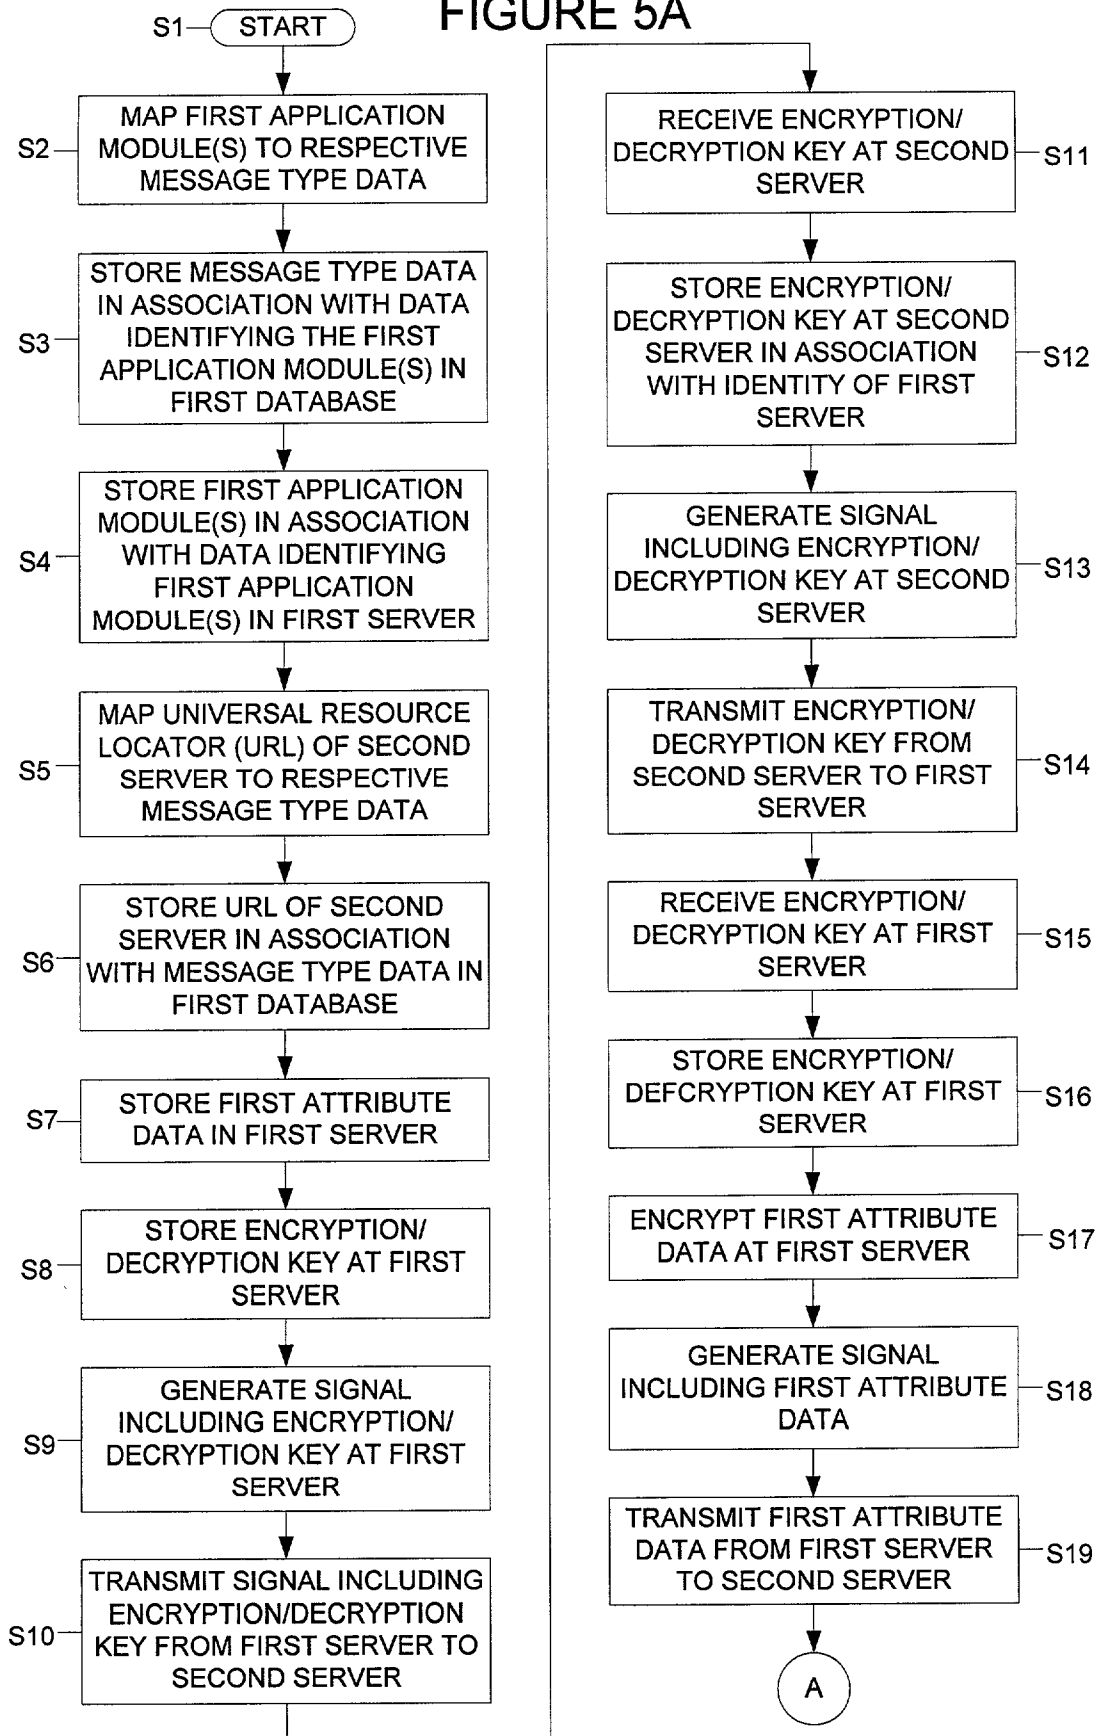 FIGURE 5A
S1
START
S2
MAP FIRST APPLICATION
MODULE(S) TO RESPECTIVE
MESSAGE TYPE DATA
S3
STORE MESSAGE TYPE DATA
IN ASSOCIATION WITH DATA
IDENTIFYING THE FIRST
APPLICATION MODULE(S) IN
FIRST DATABASE
S4
STORE FIRST APPLICATION
MODULE(S) IN ASSOCIATION
WITH DATA IDENTIFYING
FIRST APPLICATION
MODULE(S) IN FIRST SERVER
S5
MAP UNIVERSAL RESOURCE
LOCATOR (URL) OF SECOND
SERVER TO RESPECTIVE
MESSAGE TYPE DATA
S6
STORE URL OF SECOND
SERVER IN ASSOCIATION
WITH MESSAGE TYPE DATA IN
FIRST DATABASE
S7
STORE FIRST ATTRIBUTE
DATA IN FIRST SERVER
S8
STORE ENCRYPTION/
DECRYPTION KEY AT FIRST
SERVER
S9
GENERATE SIGNAL
INCLUDING ENCRYPTION/
DECRYPTION KEY AT FIRST
SERVER
S10
TRANSMIT SIGNAL INCLUDING
ENCRYPTION/DECRYPTION
KEY FROM FIRST SERVER TO
SECOND SERVER
RECEIVE ENCRYPTION/
DECRYPTION KEY AT SECOND
SERVER
S11
STORE ENCRYPTION/
DECRYPTION KEY AT SECOND
SERVER IN ASSOCIATION
WITH IDENTITY OF FIRST
SERVER
S12
GENERATE SIGNAL
INCLUDING ENCRYPTION/
DECRYPTION KEY AT SECOND
SERVER
S13
TRANSMIT ENCRYPTION/
DECRYPTION KEY FROM
SECOND SERVER TO FIRST
SERVER
S14
RECEIVE ENCRYPTION/
DECRYPTION KEY AT FIRST
SERVER
S15
STORE ENCRYPTION/
DEFCRYPTION KEY AT FIRST
SERVER
S16
ENCRYPT FIRST ATTRIBUTE
DATA AT FIRST SERVER
S17
GENERATE SIGNAL
INCLUDING FIRST ATTRIBUTE
DATA
S18
TRANSMIT FIRST ATTRIBUTE
DATA FROM FIRST SERVER
TO SECOND SERVER
S19
A